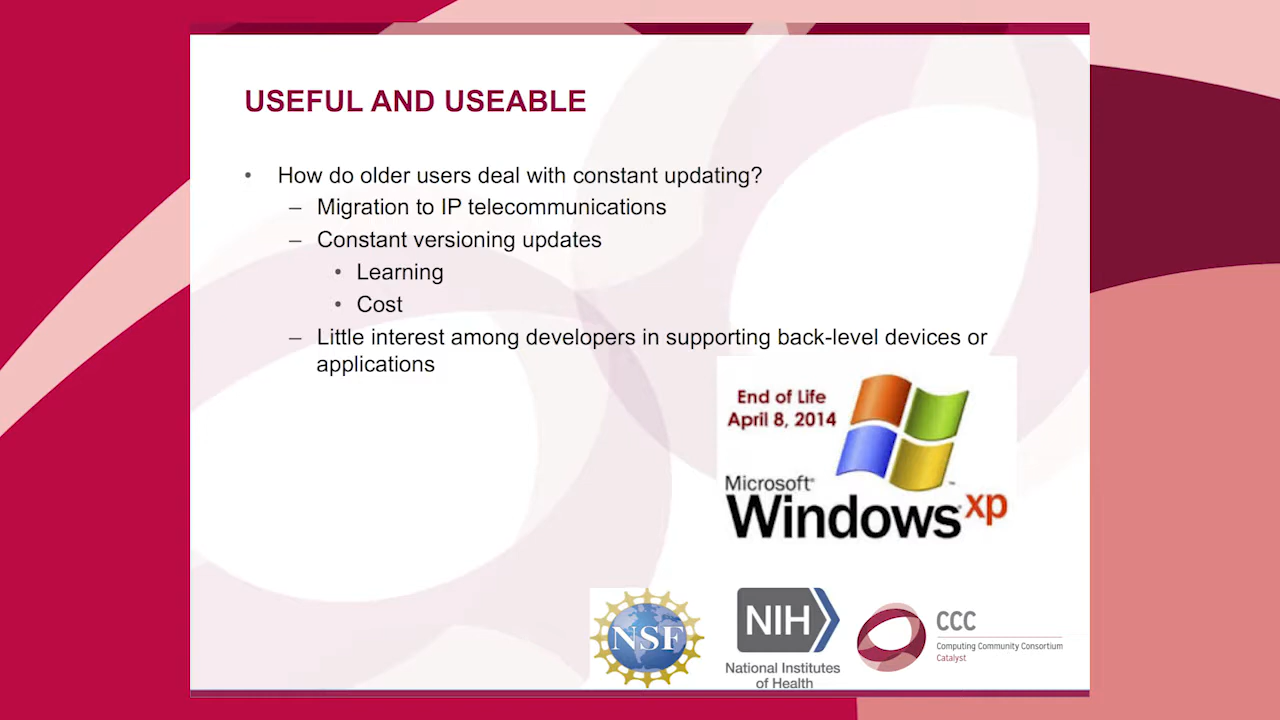 USEFUL AND USEABLE
• How do older users deal with constant updating?
– Migration to IP telecommunications
– Constant versioning updates
• Learning
• Cost
– Little interest among developers in supporting back-level devices or
applications
End of Life
April 8, 2014
Microsoft®
Windows xp
NSF
NIH
National Institutes
of Health
CCC
Computing Community Consortium
Catalyst